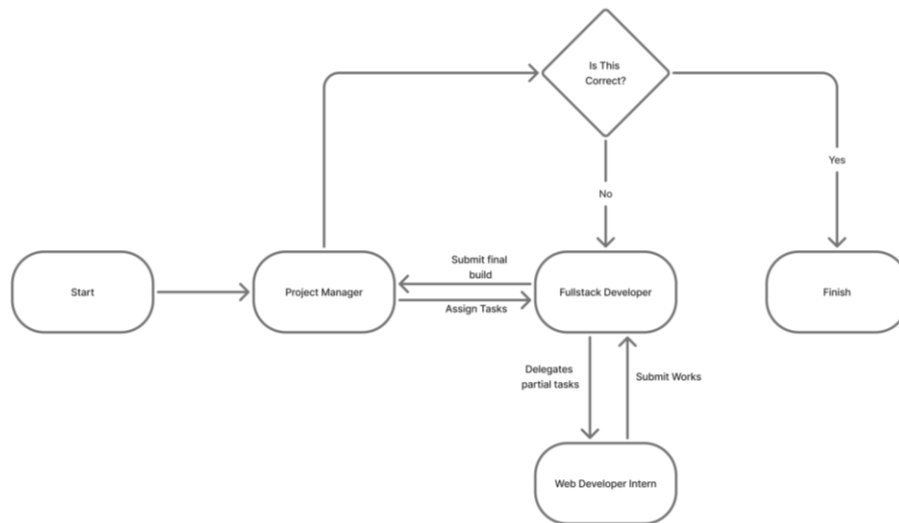 Is This
Correct?
Yes
No
Submit final
build
Start
Project Manager
Fullstack Developer
Finish
Assign Tasks
Delegates
partial tasks
Submit Works
Web Developer Intern